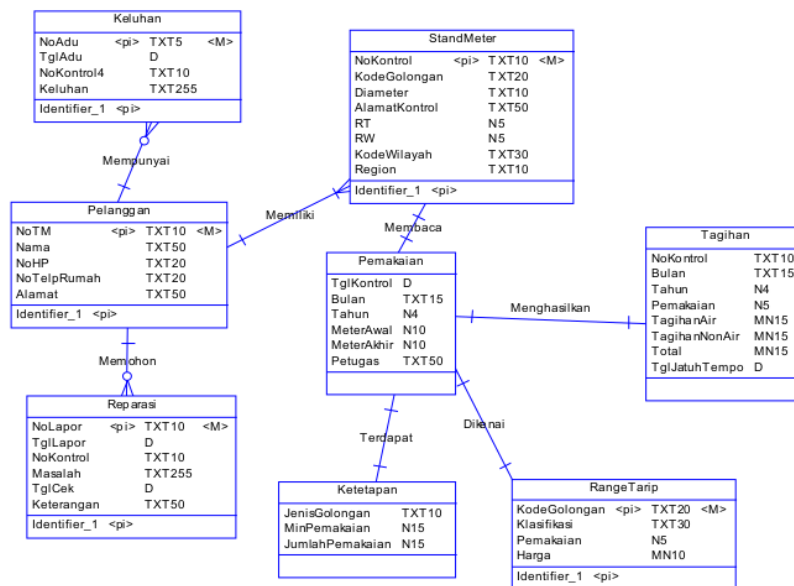 Keluhan
NoAdu <pi> TXT5 <M>
TglAdu D
NoKontrol4 TXT10
Keluhan TXT255
Identifier_1 <pi>
StandMeter
NoKontrol <pi> TXT10 <M>
KodeGolongan TXT20
Diameter TXT10
AlamatKontrol TXT50
RT N5
RW N5
KodeWilayah TXT30
Region TXT10
Identifier_1 <pi>
Mempunyai
Memiliki
Membaca
Pelanggan
NoTM <pi> TXT10 <M>
Nama TXT50
NoHP TXT20
NoTelpRumah TXT20
Alamat TXT50
Identifier_1 <pi>
Pemakaian
TglKontrol D
Bulan TXT15
Tahun N4
MeterAwal N10
MeterAkhir N10
Petugas TXT50
Menghasilkan
Tagihan
NoKontrol TXT10
Bulan TXT15
Tahun N4
Pemakaian N5
TagihanAir MN15
TagihanNonAir MN15
Total MN15
TglJatuhTempo D
Memohon
Reparasi
NoLapor <pi> TXT10 <M>
TglLapor D
NoKontrol TXT10
Masalah TXT255
TglCek D
Keterangan TXT50
Identifier_1 <pi>
Terdapat
Dikenai
Ketetapan
JenisGolongan TXT10
MinPemakaian N15
JumlahPemakaian N15
RangeTarip
KodeGolongan <pi> TXT20 <M>
Klasifikasi TXT30
Pemakaian N5
Harga MN10
Identifier_1 <pi>